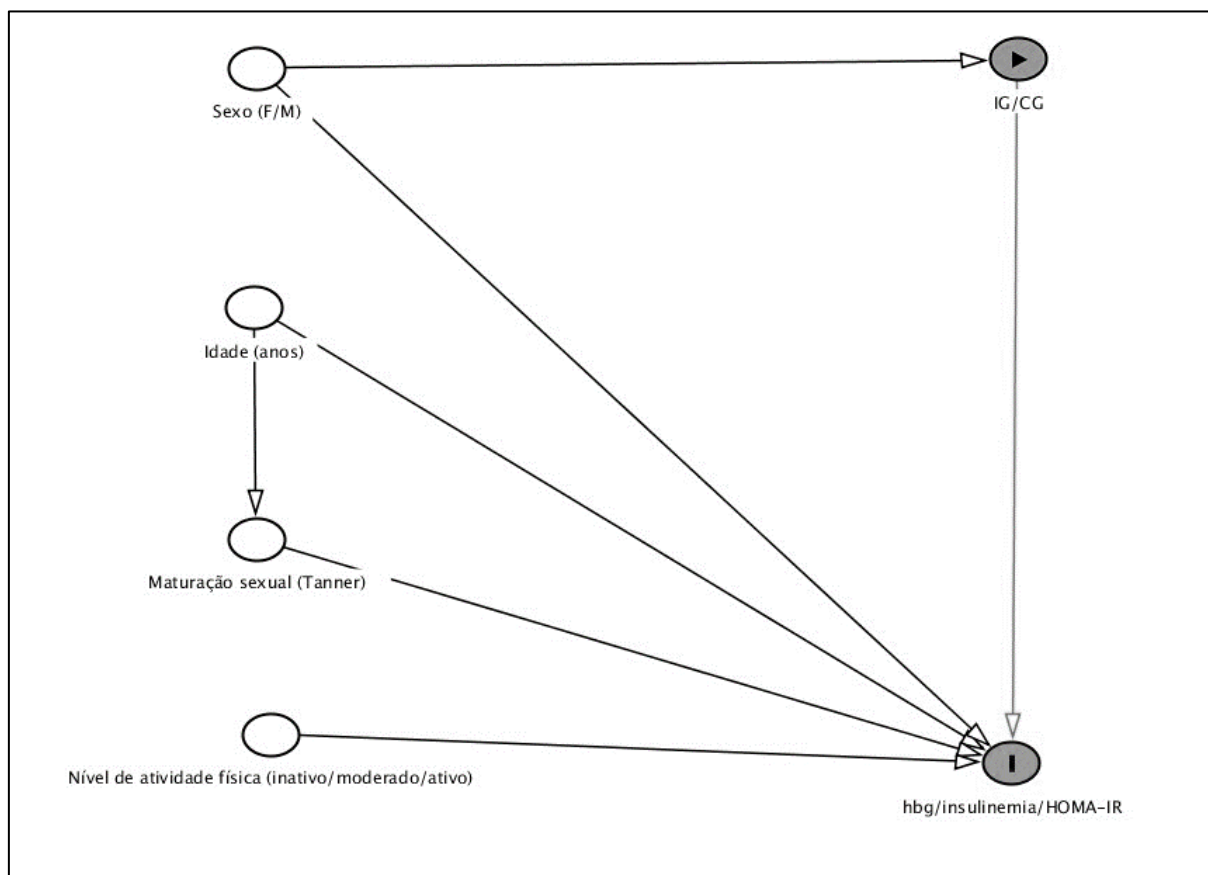 Sexo (F/M)
IG/CG
Idade (anos)
Maturação sexual (Tanner)
Nível de atividade física (inativo/moderado/ativo)
hbg/insulinemia/HOMA-IR